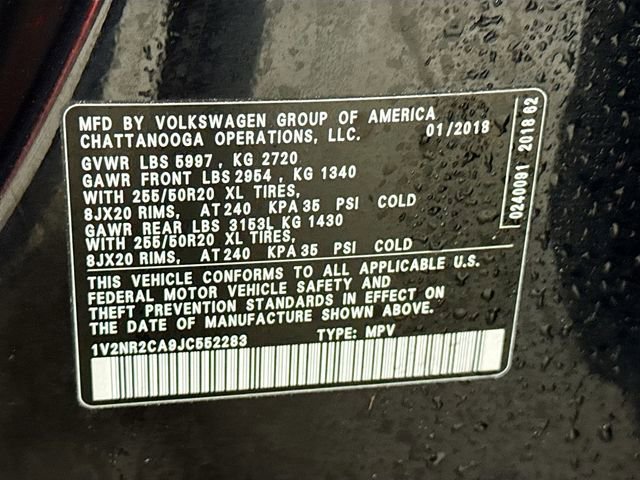 MFD BY VOLKSWAGEN GROUP OF AMERICA
CHATTANOOGA OPERATIONS, LLC. 01/2018
GVWR LBS 5997, KG 2720
GAWR FRONT LBS 2954, KG 1340
WITH 255/50R20 XL TIRES,
8JX20 RIMS, AT 240 KPA 35 PSI COLD
GAWR REAR LBS 3153L KG 1430
WITH 255/50R20 XL TIRES,
8JX20 RIMS, AT 240 KPA 35 PSI COLD
THIS VEHICLE CONFORMS TO ALL APPLICABLE U.S.
FEDERAL MOTOR VEHICLE SAFETY AND
THEFT PREVENTION STANDARDS IN EFFECT ON
THE DATE OF MANUFACTURE SHOWN ABOVE.
1V2NR2CA9JC552283 TYPE: MPV
0240091 2018 62